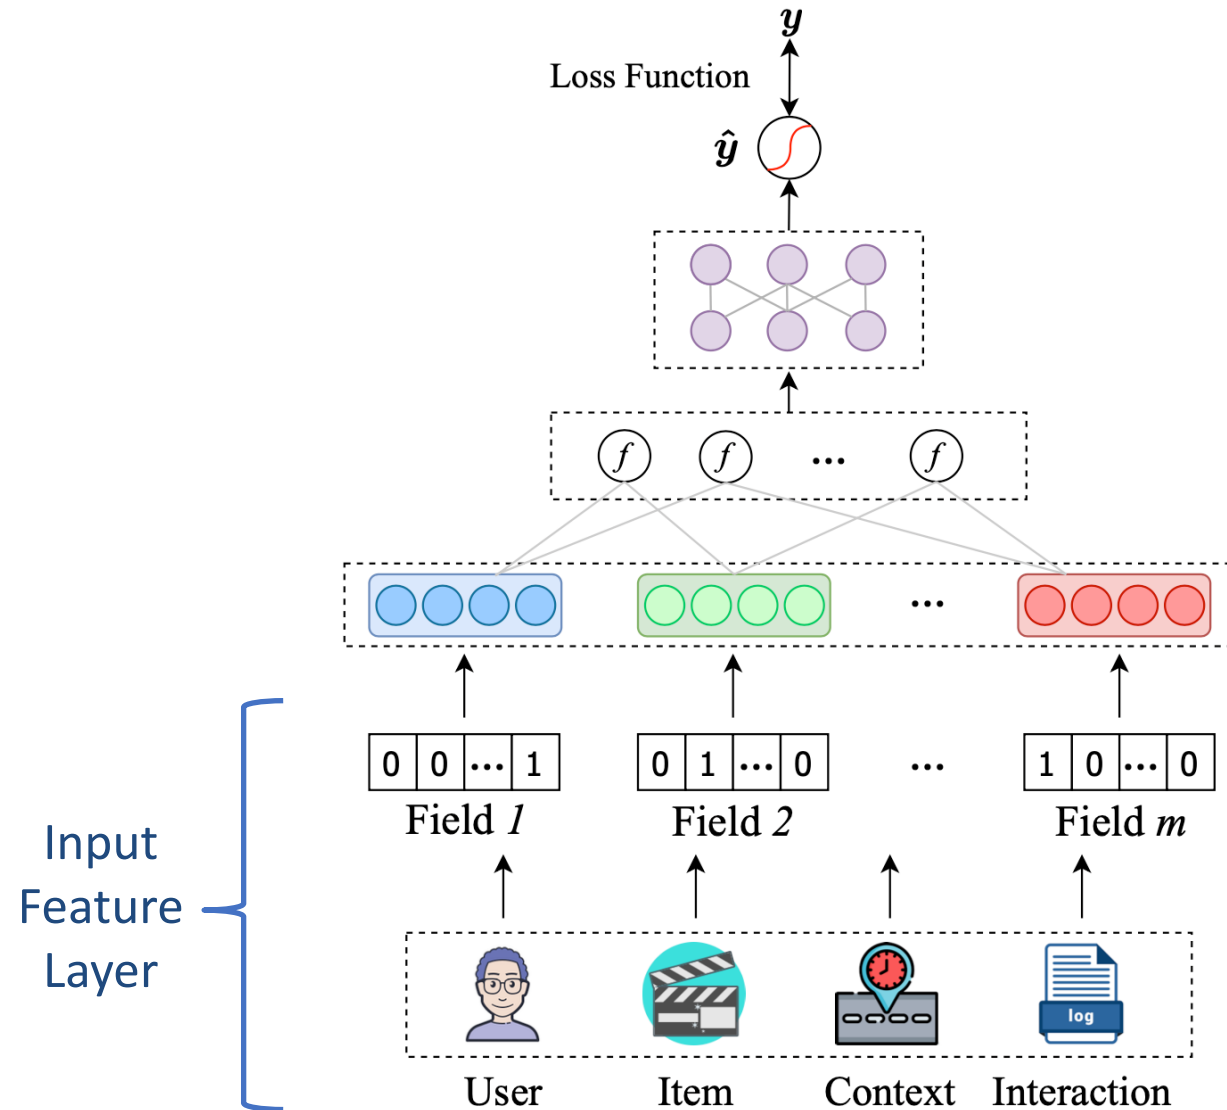 y
Loss Function
ŷ
f f ... f
...
0 0 ... 1 0 1 ... 0 ... 1 0 ... 0
Field 1 Field 2 Field m
Input
Feature
Layer
log
User Item Context Interaction